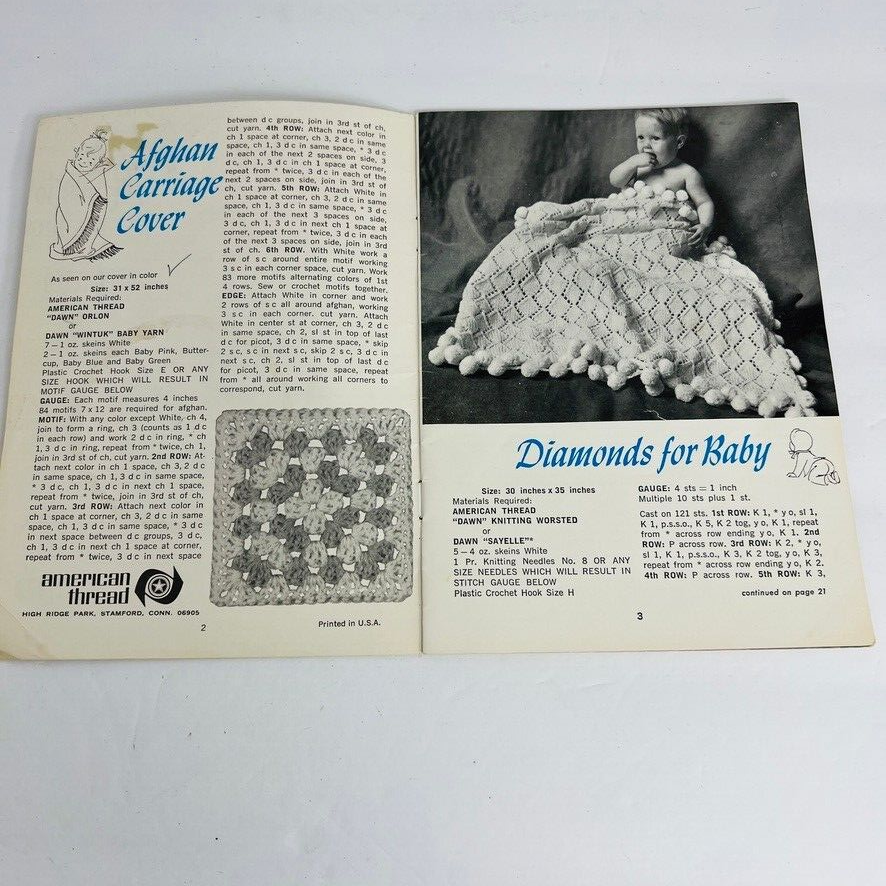 Afghan
Carriage
Cover
As seen on our cover in color
Size: 31 x 52 inches
Materials Required:
AMERICAN THREAD
"DAWN" ORLON
or
DAWN "WINTUK" BABY YARN
7 — 1 oz. skeins White
2 — 1 oz. skeins each Baby Pink, Butter-
cup, Baby Blue and Baby Green
Plastic Crochet Hook Size E OR ANY
SIZE HOOK WHICH WILL RESULT IN
MOTIF GAUGE BELOW
GAUGE: Each motif measures 4 inches
84 motifs 7 x 12 are required for afghan.
MOTIF: With any color except White, ch 4,
join to form a ring, ch 3 (counts as 1 d c
in each row) and work 2 d c in ring, * ch
1, 3 d c in ring, repeat from * twice, ch 1,
join in 3rd st of ch, cut yarn. 2nd ROW: At-
tach next color in ch 1 space, ch 3, 2 d c
in same space, ch 1, 3 d c in same space,
* 3 d c, ch 1, 3 d c in next ch 1 space,
repeat from * twice, join in 3rd st of ch,
cut yarn. 3rd ROW: Attach next color in
ch 1 space at corner, ch 3, 2 d c in same
space, ch 1, 3 d c in same space, * 3 d c
in next space between d c groups, 3 d c,
ch 1, 3 d c in next ch 1 space at corner,
repeat from * twice, 3 d c in next space
american
thread
HIGH RIDGE PARK, STAMFORD, CONN. 06905
2
between d c groups, join in 3rd st of ch,
cut yarn. 4th ROW: Attach next color in
ch 1 space at corner, ch 3, 2 d c in same
space, ch 1, 3 d c in same space, * 3 d c
in each of the next 2 spaces on side, 3
d c, ch 1, 3 d c in ch 1 space at corner,
repeat from * twice, 3 d c in each of the
next 2 spaces on side, join in 3rd st of
ch, cut yarn. 5th ROW: Attach White in
ch 1 space at corner, ch 3, 2 d c in same
space, ch 1, 3 d c in same space, * 3 d c
in each of the next 3 spaces on side,
3 d c, ch 1, 3 d c in next ch 1 space at
corner, repeat from * twice, 3 d c in each
of the next 3 spaces on side, join in 3rd
st of ch. 6th ROW: With White work a
row of s c around entire motif working
3 s c in each corner space, cut yarn. Work
83 more motifs alternating colors of 1st
4 rows. Sew or crochet motifs together.
EDGE: Attach White in corner and work
2 rows of s c all around afghan, working
3 s c in each corner. cut yarn. Attach
White in center st at corner, ch 3, 2 d c
in same space, ch 2, sl st in top of last
d c for picot, 3 d c in same space, * skip
2 s c, s c in next s c, skip 2 s c, 3 d c in
next s c, ch 2, sl st in top of last d c
for picot, 3 d c in same space, repeat
from * all around working all corners to
correspond, cut yarn.
Printed in U.S.A.
Diamonds for Baby
Size: 30 inches x 35 inches
Materials Required:
AMERICAN THREAD
"DAWN" KNITTING WORSTED
or
DAWN "SAYELLE"*
5 — 4 oz. skeins White
1 Pr. Knitting Needles No. 8 OR ANY
SIZE NEEDLES WHICH WILL RESULT IN
STITCH GAUGE BELOW
Plastic Crochet Hook Size H
GAUGE: 4 sts = 1 inch
Multiple 10 sts plus 1 st.
Cast on 121 sts. 1st ROW: K 1, * y o, sl 1,
K 1, p.s.s.o., K 5, K 2 tog, y o, K 1, repeat
from * across row ending y o, K 1. 2nd
ROW: P across row. 3rd ROW: K 2, * y o,
sl 1, K 1, p.s.s.o., K 3, K 2 tog, y o, K 3,
repeat from * across row ending y o, K 2.
4th ROW: P across row. 5th ROW: K 3,
continued on page 21
3